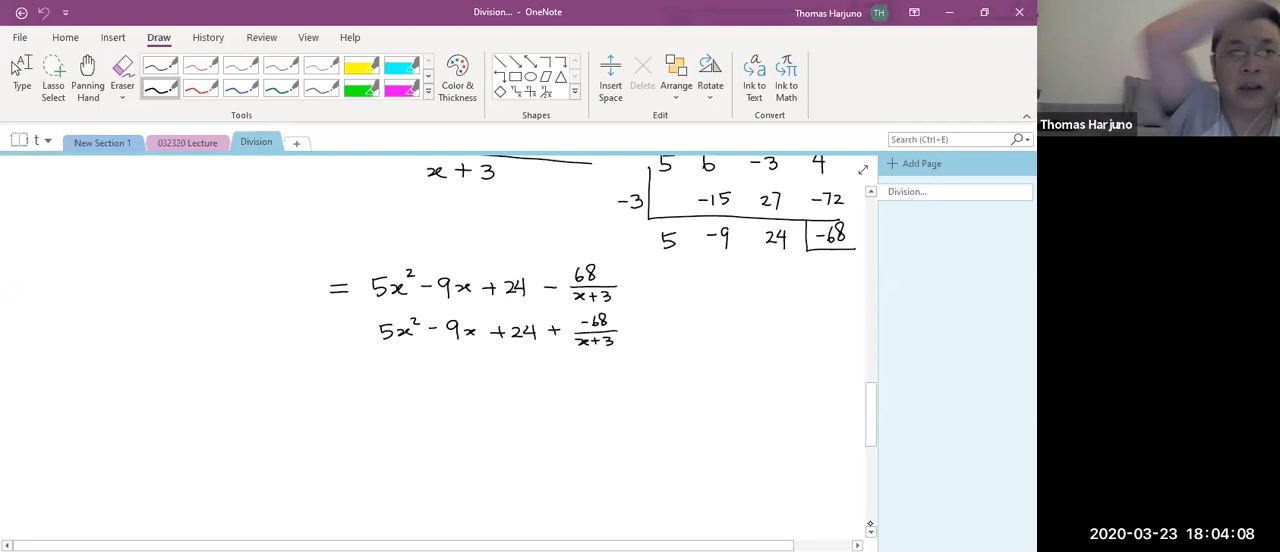 Division... - OneNote
Thomas Harjuno TH
File Home Insert Draw History Review View Help
Type
Lasso Select
Panning Hand
Eraser
Color & Thickness
Insert Space
Delete
Arrange
Rotate
Ink to Text
Ink to Math
Tools
Shapes
Edit
Convert
Thomas Harjuno
t
New Section 1
032320 Lecture
Division
Search (Ctrl+E)
Add Page
Division...
x + 3
5 6 -3 4
-3 -15 27 -72
5 -9 24 -68
= 5x² - 9x + 24 - 68/x+3
5x² - 9x + 24 + -68/x+3
2020-03-23 18:04:08